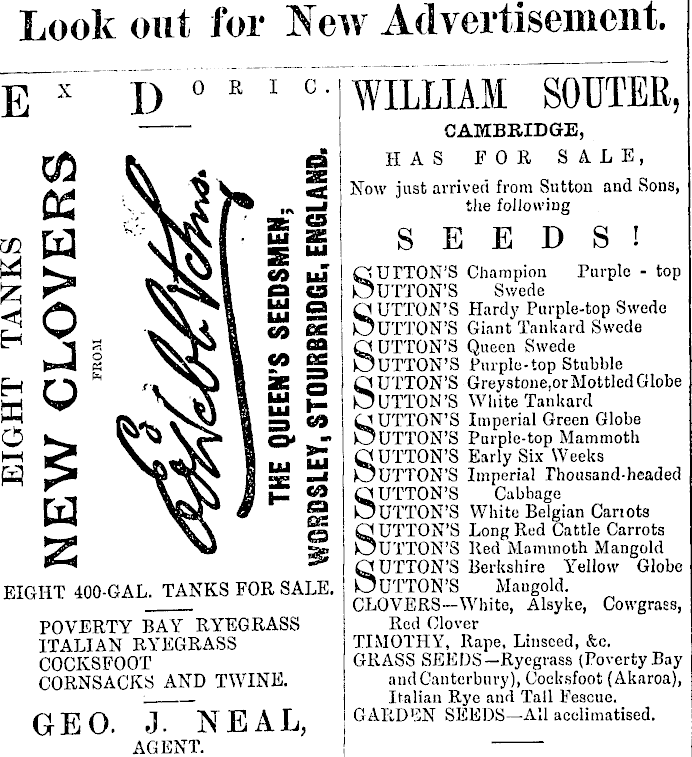 Look out for New Advertisement.
Ex DORIC.
EIGHT TANKS
NEW CLOVERS
FROM
E. Webb & Sons.
THE QUEEN'S SEEDSMEN,
WORDSLEY, STOURBRIDGE, ENGLAND.
EIGHT 400-GAL. TANKS FOR SALE.
POVERTY BAY RYEGRASS
ITALIAN RYEGRASS
COCKSFOOT
CORNSACKS AND TWINE.
GEO. J. NEAL,
AGENT.
WILLIAM SOUTER,
CAMBRIDGE,
HAS FOR SALE,
Now just arrived from Sutton and Sons,
the following
SEEDS!
SUTTON'S Champion Purple-top
SUTTON'S Swede
SUTTON'S Hardy Purple-top Swede
SUTTON'S Giant Tankard Swede
SUTTON'S Queen Swede
SUTTON'S Purple-top Stubble
SUTTON'S Greystone, or Mottled Globe
SUTTON'S White Tankard
SUTTON'S Imperial Green Globe
SUTTON'S Purple-top Mammoth
SUTTON'S Early Six Weeks
SUTTON'S Imperial Thousand-headed
SUTTON'S Cabbage
SUTTON'S White Belgian Carrots
SUTTON'S Long Red Cattle Carrots
SUTTON'S Red Mammoth Mangold
SUTTON'S Berkshire Yellow Globe
SUTTON'S Mangold.
CLOVERS—White, Alsyke, Cowgrass,
Red Clover
TIMOTHY, Rape, Linseed, &c.
GRASS SEEDS—Ryegrass (Poverty Bay
and Canterbury), Cocksfoot (Akaroa),
Italian Rye and Tall Fescue.
GARDEN SEEDS—All acclimatised.